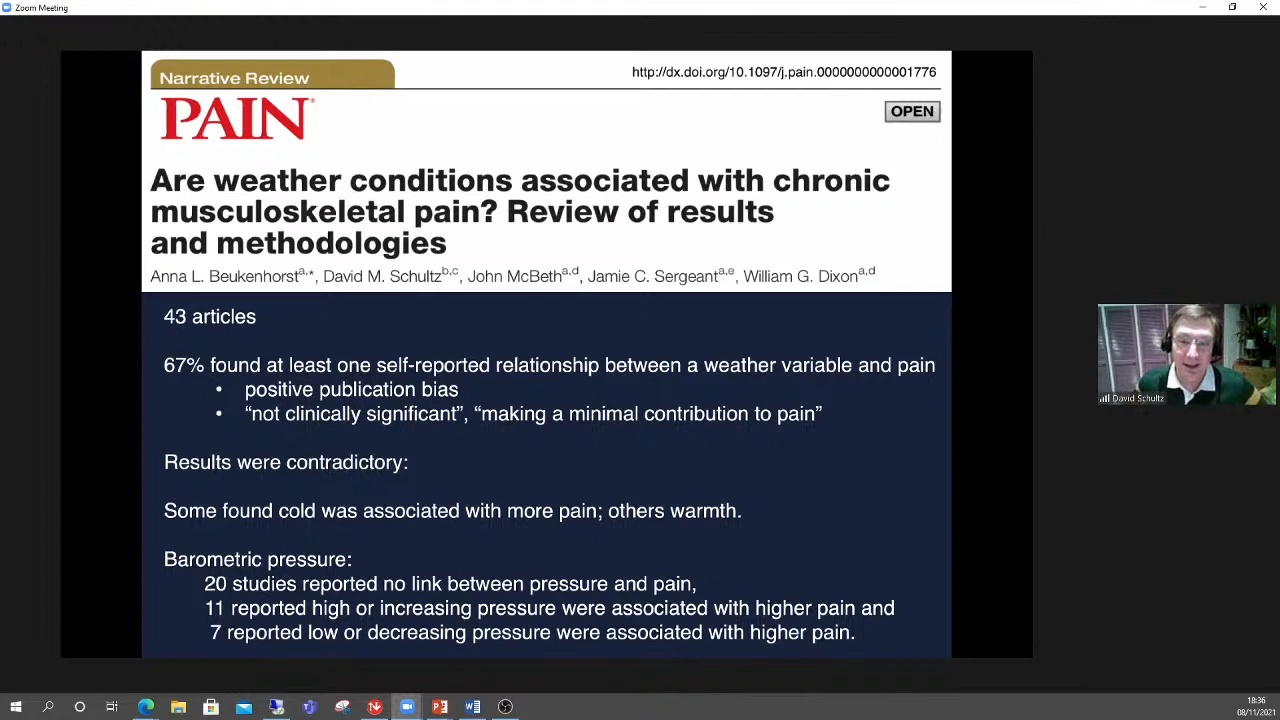 Zoom Meeting
Narrative Review
http://dx.doi.org/10.1097/j.pain.0000000000001776
PAIN®
OPEN
Are weather conditions associated with chronic
musculoskeletal pain? Review of results
and methodologies
Anna L. Beukenhorst^a,*, David M. Schultz^b,c, John McBeth^a,d, Jamie C. Sergeant^a,e, William G. Dixon^a,d
43 articles
67% found at least one self-reported relationship between a weather variable and pain
• positive publication bias
• “not clinically significant”, “making a minimal contribution to pain”
Results were contradictory:
Some found cold was associated with more pain; others warmth.
Barometric pressure:
20 studies reported no link between pressure and pain,
11 reported high or increasing pressure were associated with higher pain and
7 reported low or decreasing pressure were associated with higher pain.
David Schultz
18:36
08/11/2021